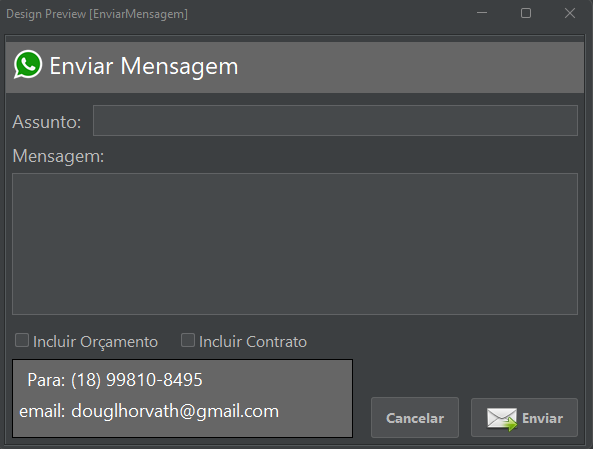 Design Preview [EnviarMensagem]
Enviar Mensagem
Assunto:
Mensagem:
Incluir Orçamento Incluir Contrato
Para: (18) 99810-8495
email: douglhorvath@gmail.com
Cancelar Enviar